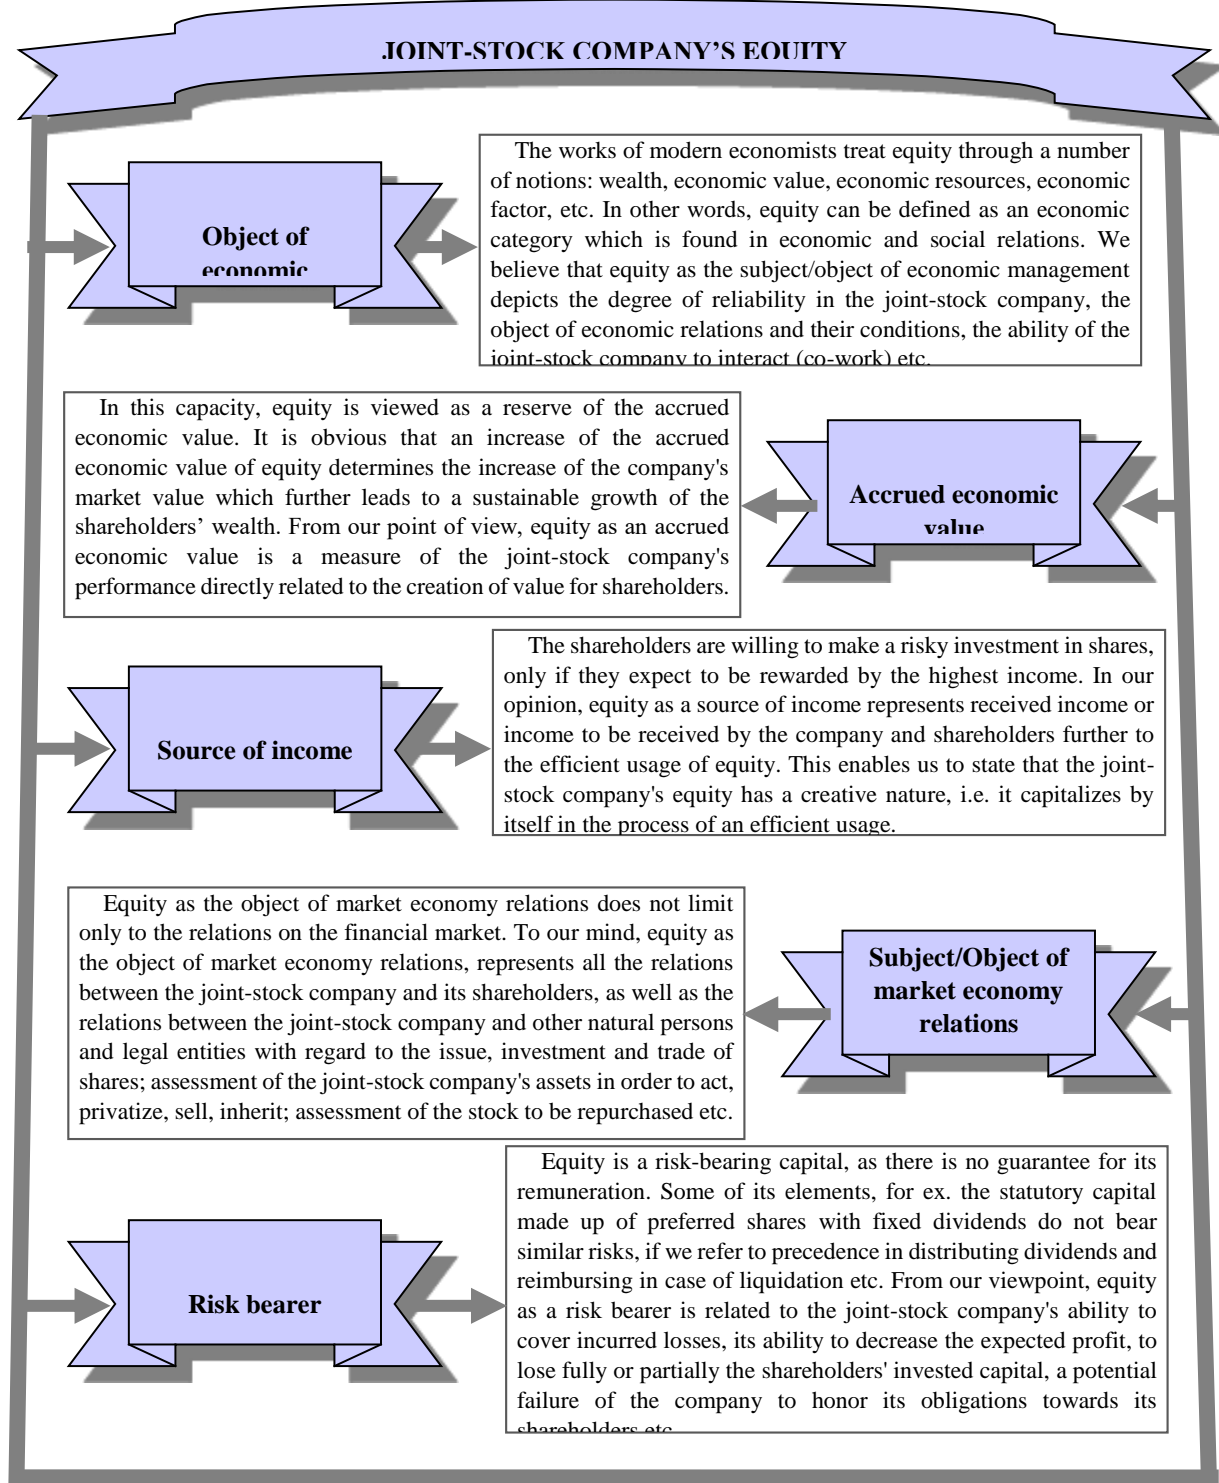 JOINT-STOCK COMPANY’S EQUITY
Object of
economic
The works of modern economists treat equity through a number
of notions: wealth, economic value, economic resources, economic
factor, etc. In other words, equity can be defined as an economic
category which is found in economic and social relations. We
believe that equity as the subject/object of economic management
depicts the degree of reliability in the joint-stock company, the
object of economic relations and their conditions, the ability of the
joint-stock company to interact (co-work) etc.
In this capacity, equity is viewed as a reserve of the accrued
economic value. It is obvious that an increase of the accrued
economic value of equity determines the increase of the company's
market value which further leads to a sustainable growth of the
shareholders’ wealth. From our point of view, equity as an accrued
economic value is a measure of the joint-stock company's
performance directly related to the creation of value for shareholders.
Accrued economic
value
Source of income
The shareholders are willing to make a risky investment in shares,
only if they expect to be rewarded by the highest income. In our
opinion, equity as a source of income represents received income or
income to be received by the company and shareholders further to
the efficient usage of equity. This enables us to state that the joint-
stock company's equity has a creative nature, i.e. it capitalizes by
itself in the process of an efficient usage.
Equity as the object of market economy relations does not limit
only to the relations on the financial market. To our mind, equity as
the object of market economy relations, represents all the relations
between the joint-stock company and its shareholders, as well as the
relations between the joint-stock company and other natural persons
and legal entities with regard to the issue, investment and trade of
shares; assessment of the joint-stock company's assets in order to act,
privatize, sell, inherit; assessment of the stock to be repurchased etc.
Subject/Object of
market economy
relations
Risk bearer
Equity is a risk-bearing capital, as there is no guarantee for its
remuneration. Some of its elements, for ex. the statutory capital
made up of preferred shares with fixed dividends do not bear
similar risks, if we refer to precedence in distributing dividends and
reimbursing in case of liquidation etc. From our viewpoint, equity
as a risk bearer is related to the joint-stock company's ability to
cover incurred losses, its ability to decrease the expected profit, to
lose fully or partially the shareholders' invested capital, a potential
failure of the company to honor its obligations towards its
shareholders etc